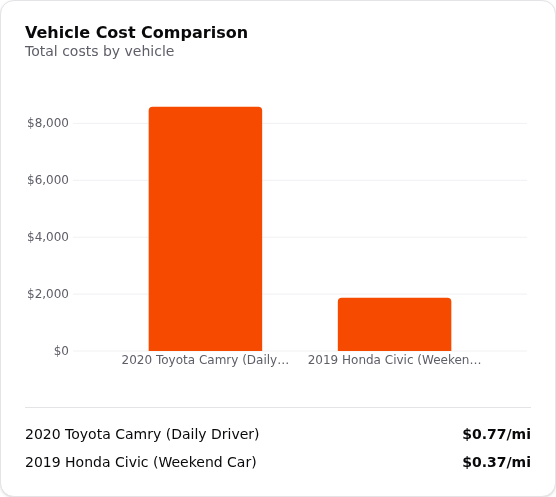 Vehicle Cost Comparison
Total costs by vehicle
$8,000
$6,000
$4,000
$2,000
$0
2020 Toyota Camry (Daily…
2019 Honda Civic (Weeken…
2020 Toyota Camry (Daily Driver) $0.77/mi
2019 Honda Civic (Weekend Car) $0.37/mi